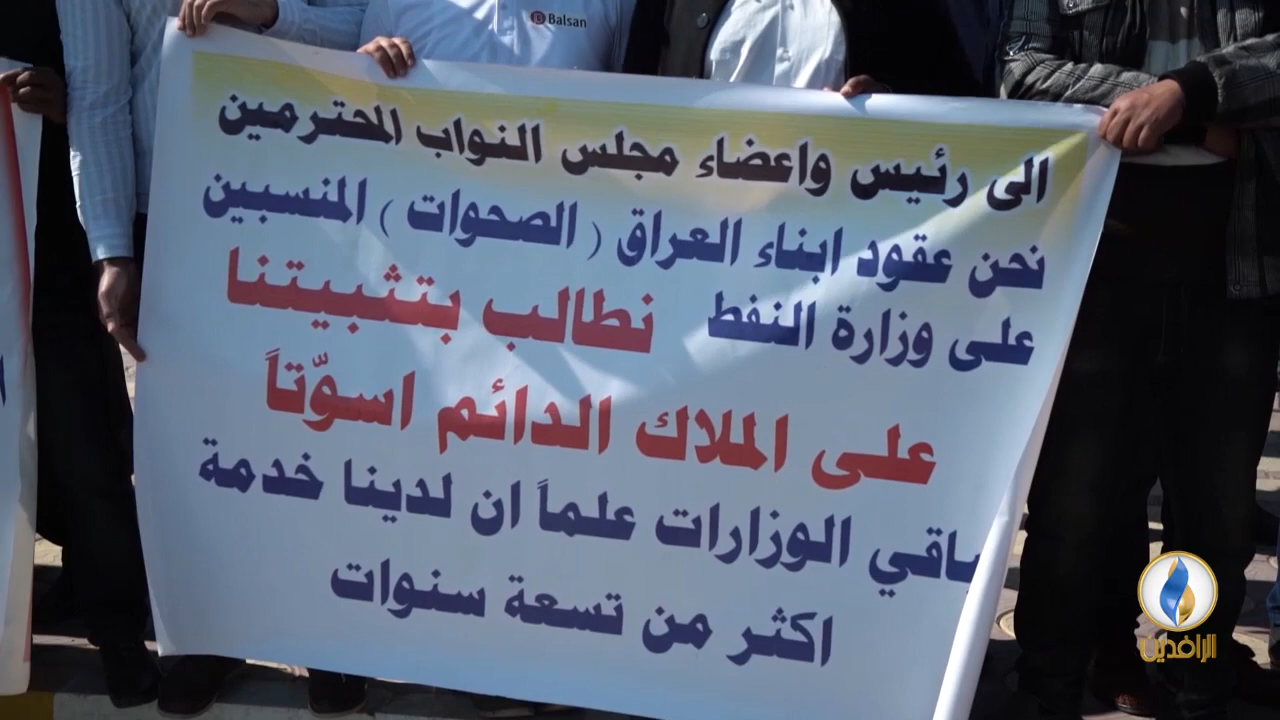 Balsan
الى رئيس واعضاء مجلس النواب المحترمين
نحن عقود ابناء العراق ( الصحوات ) المنسبين
على وزارة النفط نطالب بتثبيتنا
على الملاك الدائم اسوّتاً
باقي الوزارات علماً ان لدينا خدمة
اكثر من تسعة سنوات
الرافدين